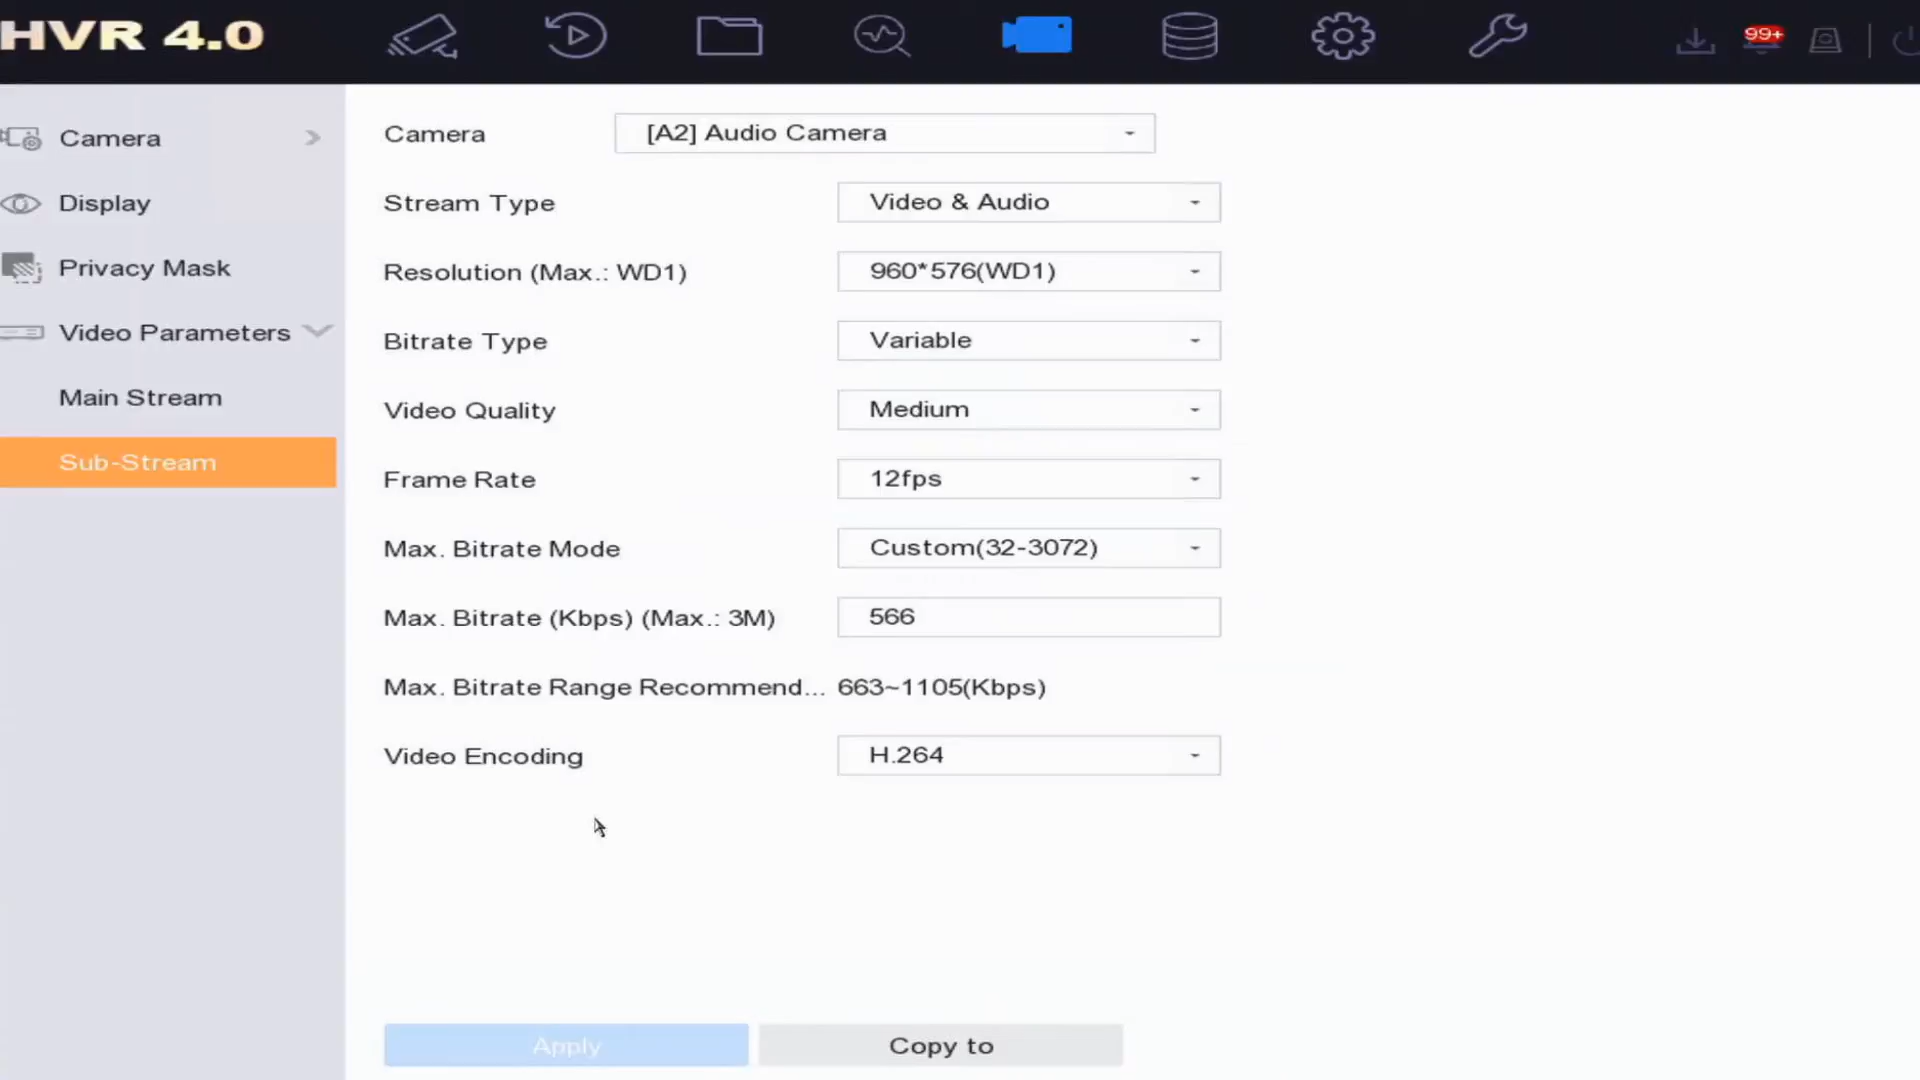 HVR 4.0
99+
Camera
Display
Privacy Mask
Video Parameters
Main Stream
Sub-Stream
Camera [A2] Audio Camera
Stream Type Video & Audio
Resolution (Max.: WD1) 960*576(WD1)
Bitrate Type Variable
Video Quality Medium
Frame Rate 12fps
Max. Bitrate Mode Custom(32-3072)
Max. Bitrate (Kbps) (Max.: 3M) 566
Max. Bitrate Range Recommend... 663~1105(Kbps)
Video Encoding H.264
Apply Copy to